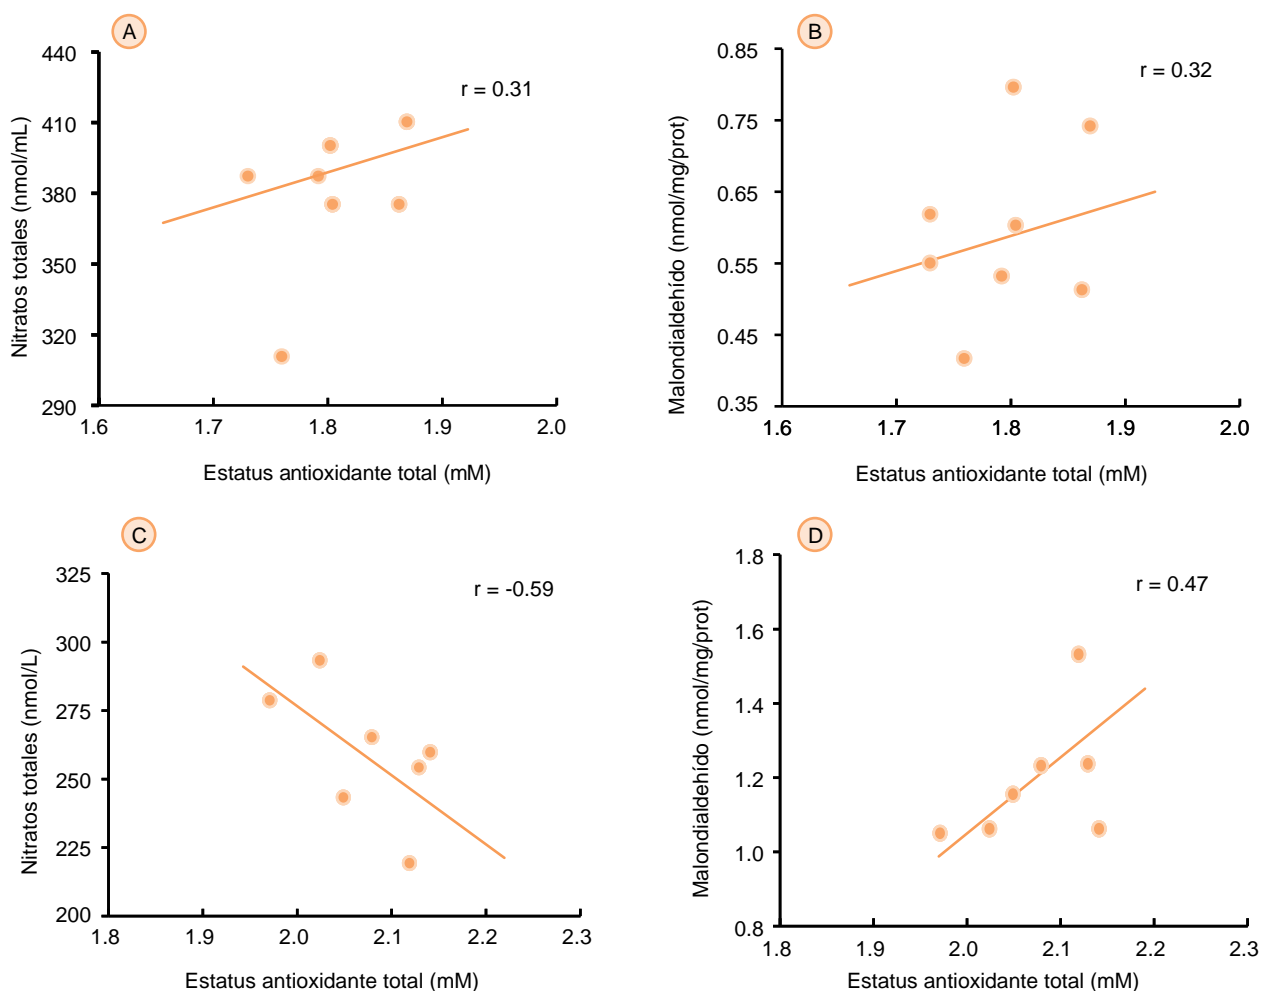 A
440
410
380
350
320
290
Nitratos totales (nmol/mL)
r = 0.31
1.6
1.7
1.8
1.9
2.0
Estatus antioxidante total (mM)
B
0.85
0.75
0.65
0.55
0.45
0.35
Malondialdehído (nmol/mg/prot)
r = 0.32
1.6
1.7
1.8
1.9
2.0
Estatus antioxidante total (mM)
C
325
300
275
250
225
200
Nitratos totales (nmol/L)
r = -0.59
1.8
1.9
2.0
2.1
2.2
2.3
Estatus antioxidante total (mM)
D
1.8
1.6
1.4
1.2
1.0
0.8
Malondialdehído (nmol/mg/prot)
r = 0.47
1.8
1.9
2.0
2.1
2.2
2.3
Estatus antioxidante total (mM)